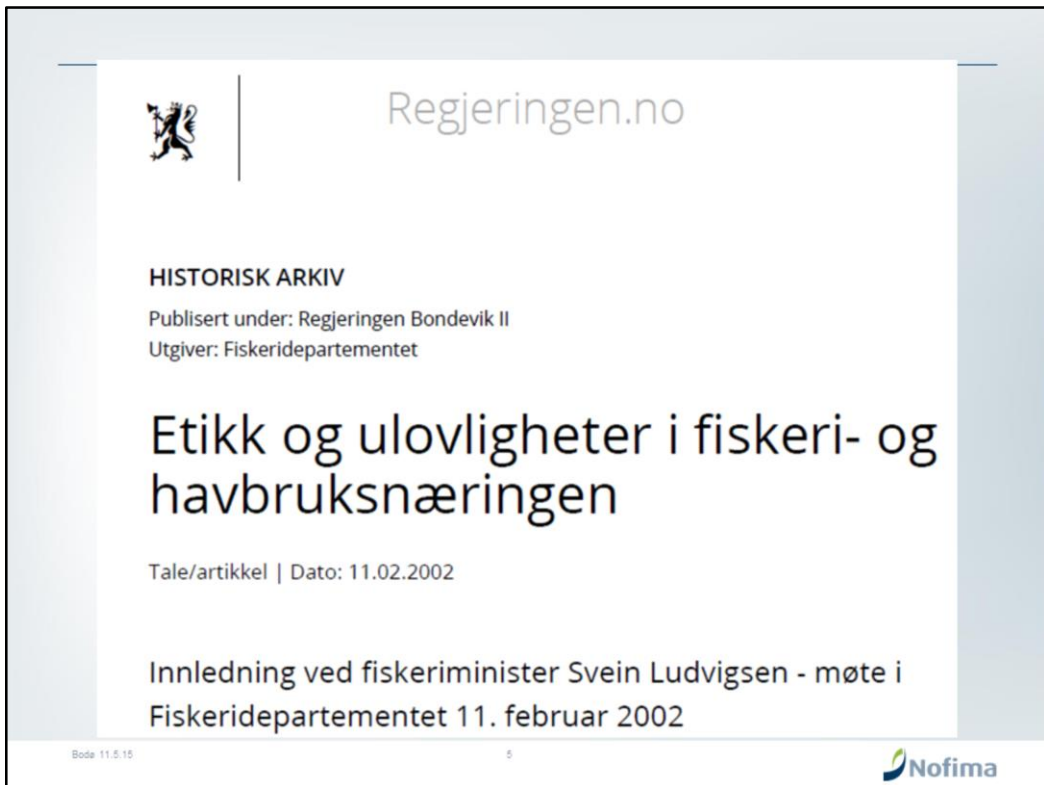 Regjeringen.no
HISTORISK ARKIV
Publisert under: Regjeringen Bondevik II
Utgiver: Fiskeridepartementet
Etikk og ulovligheter i fiskeri- og
havbruksnæringen
Tale/artikkel | Dato: 11.02.2002
Innledning ved fiskeriminister Svein Ludvigsen - møte i
Fiskeridepartementet 11. februar 2002
Bodø 11.5.15
5
Nofima